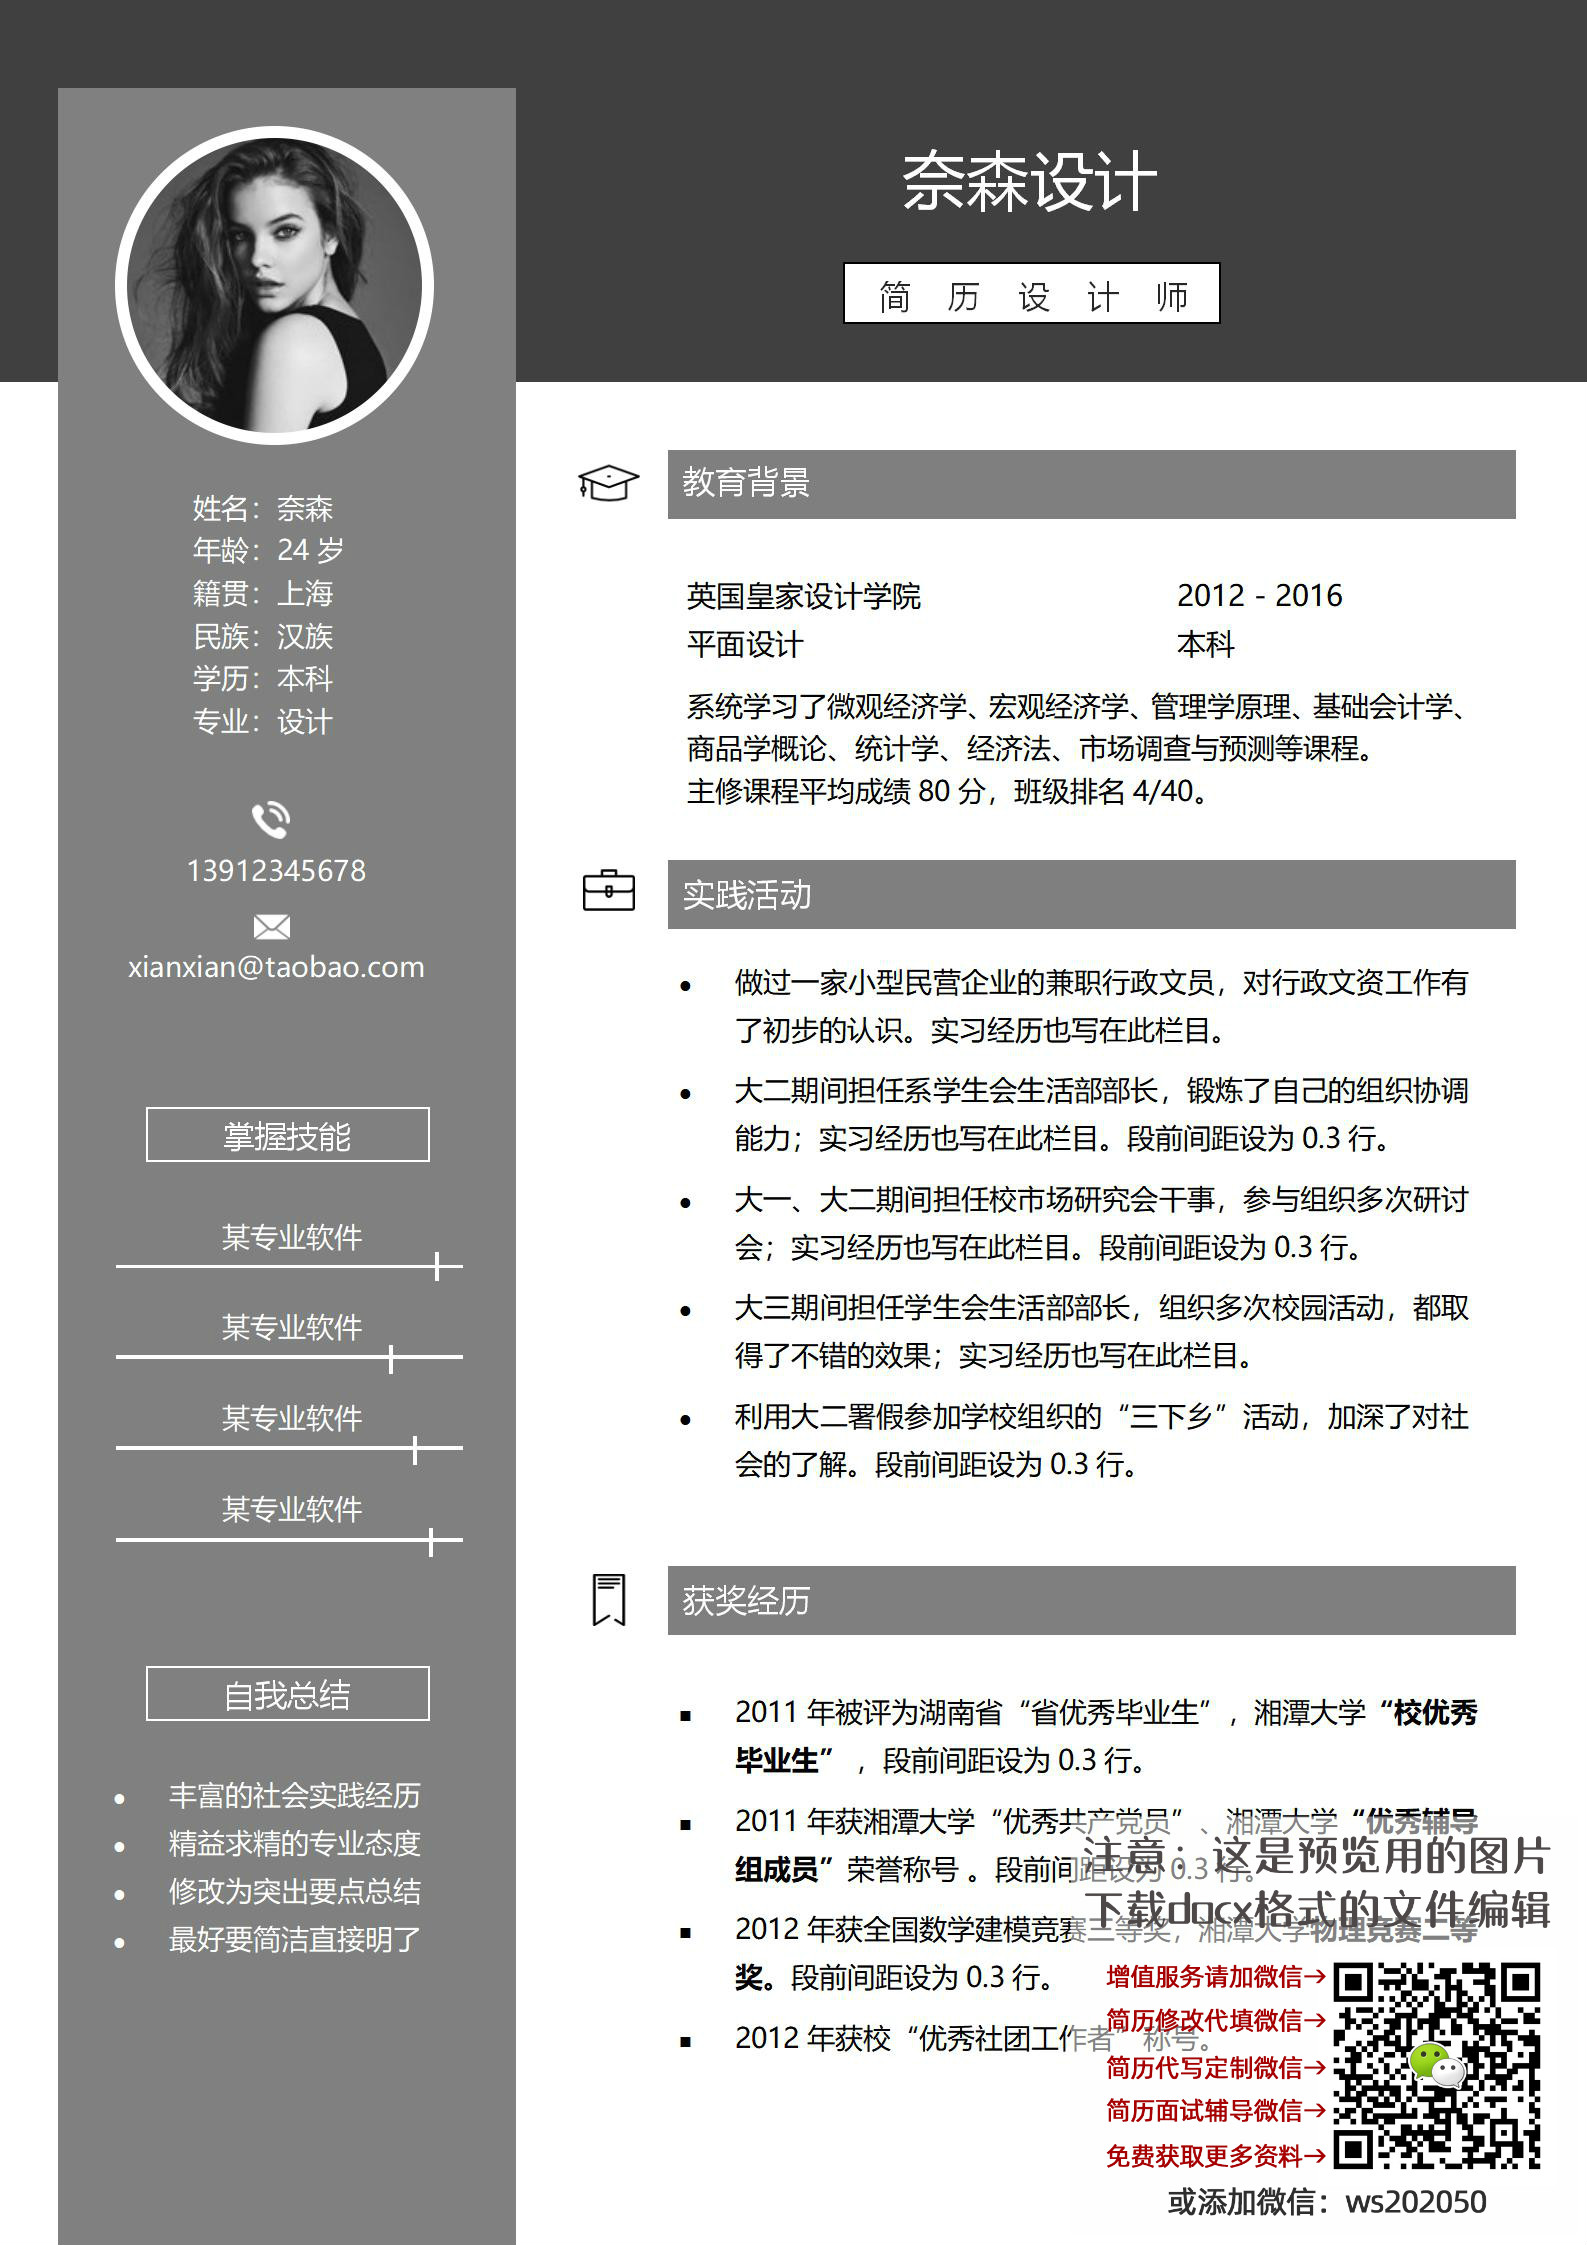 奈森设计
简历设计师
姓名：奈森
年龄：24 岁
籍贯：上海
民族：汉族
学历：本科
专业：设计
13912345678
xianxian@taobao.com
掌握技能
某专业软件
某专业软件
某专业软件
某专业软件
自我总结
丰富的社会实践经历
精益求精的专业态度
修改为突出要点总结
最好要简洁直接明了
教育背景
英国皇家设计学院 2012 - 2016
平面设计 本科
系统学习了微观经济学、宏观经济学、管理学原理、基础会计学、
商品学概论、统计学、经济法、市场调查与预测等课程。
主修课程平均成绩 80 分，班级排名 4/40。
实践活动
做过一家小型民营企业的兼职行政文员，对行政文资工作有
了初步的认识。实习经历也写在此栏目。
大二期间担任系学生会生活部部长，锻炼了自己的组织协调
能力；实习经历也写在此栏目。段前间距设为 0.3 行。
大一、大二期间担任校市场研究会干事，参与组织多次研讨
会；实习经历也写在此栏目。段前间距设为 0.3 行。
大三期间担任学生会生活部部长，组织多次校园活动，都取
得了不错的效果；实习经历也写在此栏目。
利用大二署假参加学校组织的“三下乡”活动，加深了对社
会的了解。段前间距设为 0.3 行。
获奖经历
2011 年被评为湖南省“省优秀毕业生”，湘潭大学“校优秀
毕业生”，段前间距设为 0.3 行。
2011 年获湘潭大学“优秀共产党员”、湘潭大学“优秀辅导
组成员”荣誉称号 。段前间距设为 0.3 行。
2012 年获全国数学建模竞赛三等奖，湘潭大学物理竞赛二等
奖。段前间距设为 0.3 行。
2012 年获校“优秀社团工作者”称号。
注意：这是预览用的图片
下载docx格式的文件编辑
增值服务请加微信→
简历修改代填微信→
简历代写定制微信→
简历面试辅导微信→
免费获取更多资料→
或添加微信：ws202050